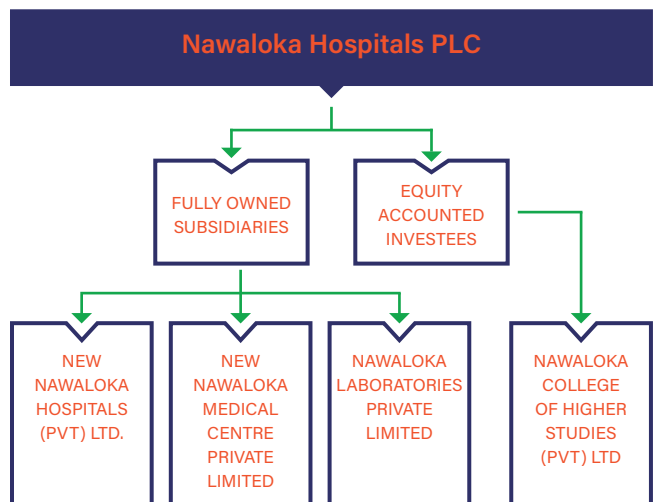 Nawaloka Hospitals PLC
FULLY OWNED
SUBSIDIARIES
EQUITY
ACCOUNTED
INVESTEES
NEW
NAWALOKA
HOSPITALS
(PVT) LTD.
NEW
NAWALOKA
MEDICAL
CENTRE
PRIVATE
LIMITED
NAWALOKA
LABORATORIES
PRIVATE
LIMITED
NAWALOKA
COLLEGE
OF HIGHER
STUDIES
(PVT) LTD